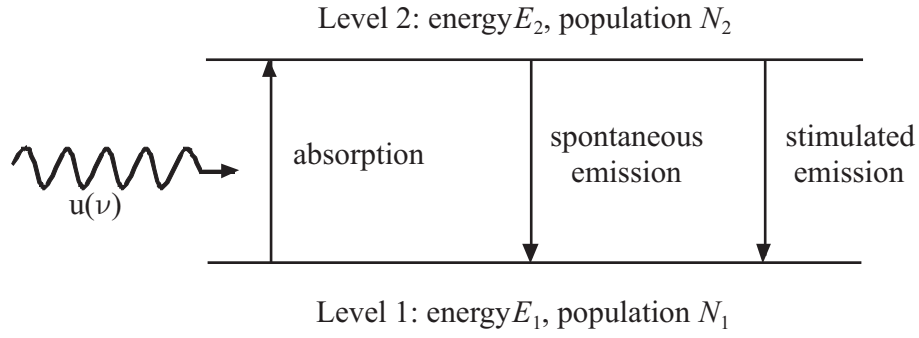 Level 2: energy E₂, population N₂
absorption
spontaneous
emission
stimulated
emission
u(ν)
Level 1: energy E₁, population N₁